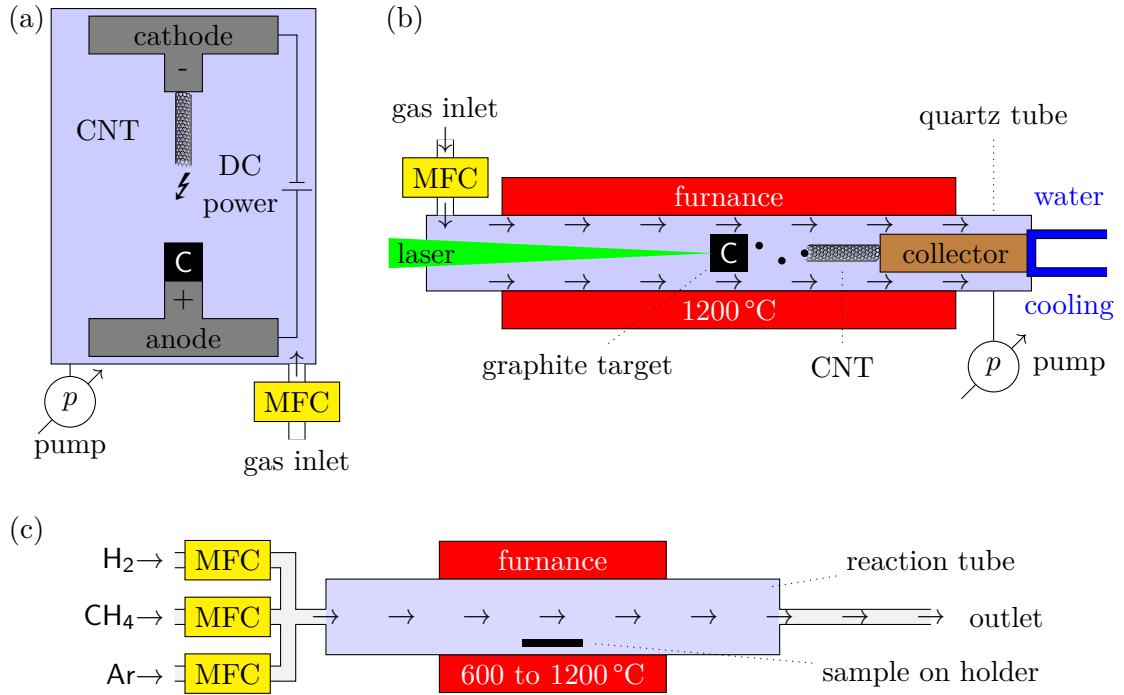 (a)
cathode
-
CNT
DC
power
C
+
anode
p
MFC
pump
gas inlet
(b)
gas inlet
quartz tube
MFC
furnance
water
laser
C
collector
1200 °C
cooling
graphite target
CNT
p
pump
(c)
H2
MFC
furnance
reaction tube
CH4
MFC
outlet
Ar
MFC
600 to 1200 °C
sample on holder